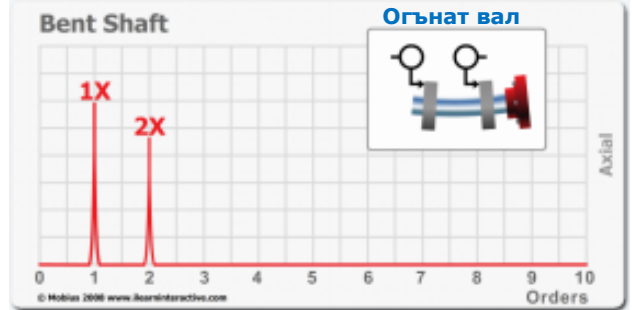 Огънат вал
Bent Shaft
1X
2X
Axial
0 1 2 3 4 5 6 7 8 9 10
Orders
© Mobius 2008 www.ilearninteractive.com